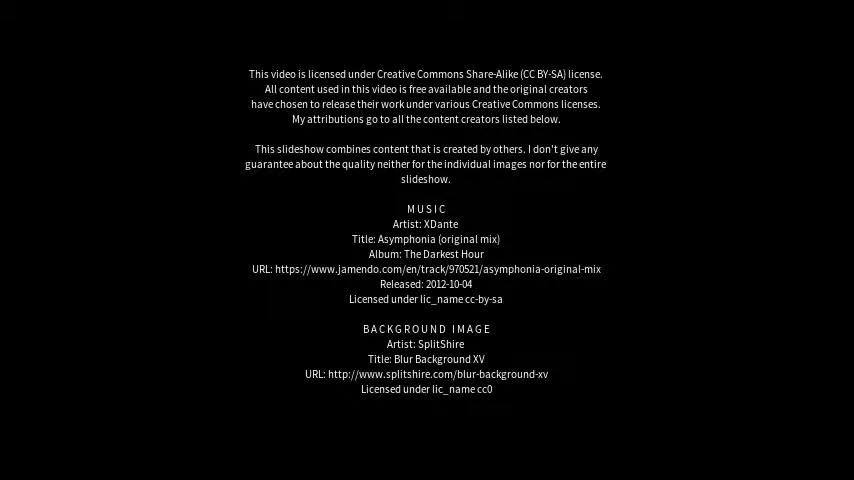 This video is licensed under Creative Commons Share-Alike (CC BY-SA) license.
All content used in this video is free available and the original creators
have chosen to release their work under various Creative Commons licenses.
My attributions go to all the content creators listed below.
This slideshow combines content that is created by others. I don't give any
guarantee about the quality neither for the individual images nor for the entire
slideshow.
MUSIC
Artist: XDante
Title: Asymphonia (original mix)
Album: The Darkest Hour
URL: https://www.jamendo.com/en/track/970521/asymphonia-original-mix
Released: 2012-10-04
Licensed under lic_name cc-by-sa
BACKGROUND IMAGE
Artist: SplitShire
Title: Blur Background XV
URL: http://www.splitshire.com/blur-background-xv
Licensed under lic_name cc0